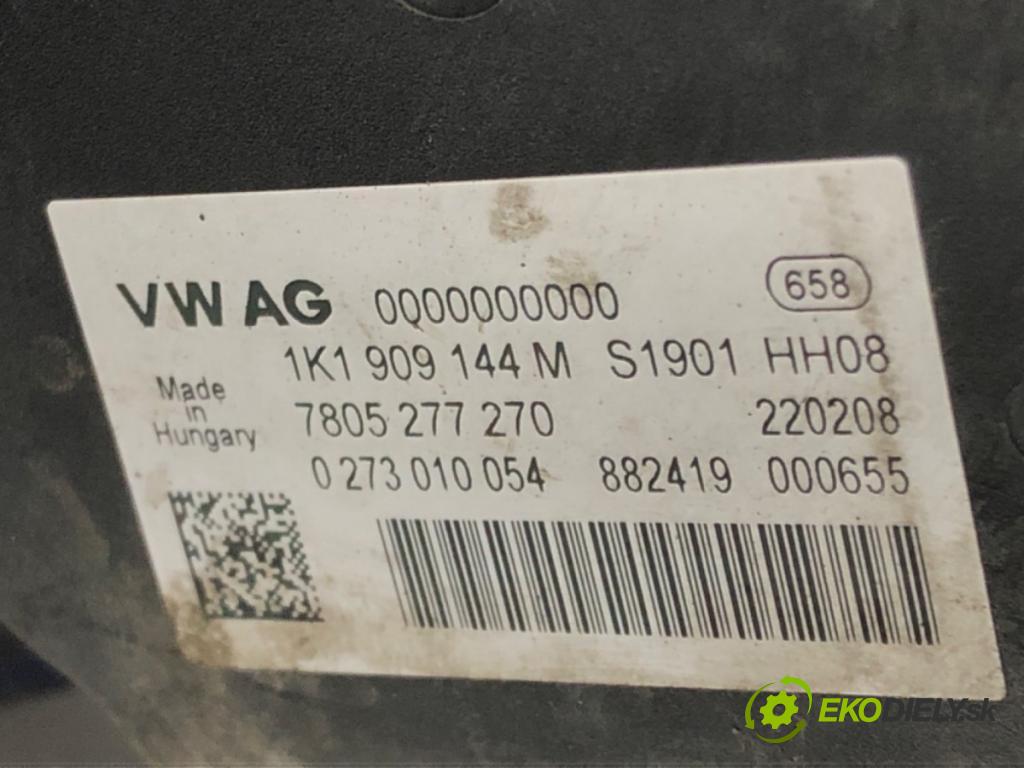 VW AG 0000000000 658
1K1 909 144 M S1901 HH08
Made
in
Hungary
7805 277 270 220208
0 273 010 054 882419 000655
EKODIELY.sk